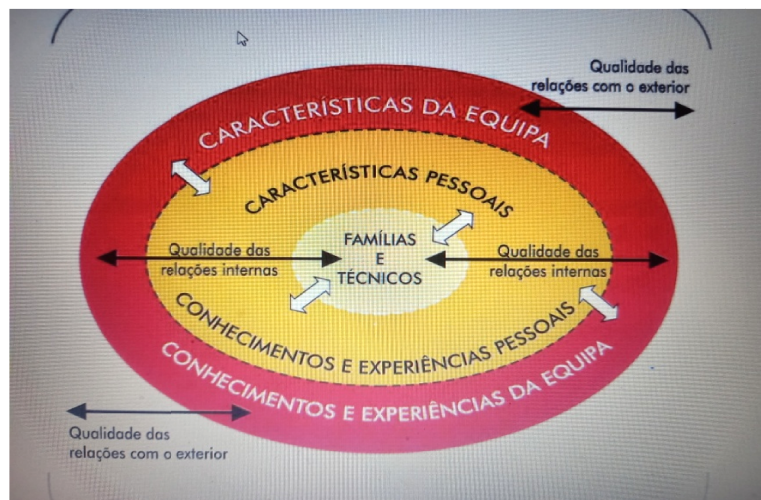 Qualidade das
relações com o exterior
CARACTERÍSTICAS DA EQUIPA
CARACTERÍSTICAS PESSOAIS
FAMÍLIAS
E
TÉCNICOS
Qualidade das
relações internas
Qualidade das
relações internas
CONHECIMENTOS E EXPERIÊNCIAS PESSOAIS
CONHECIMENTOS E EXPERIÊNCIAS DA EQUIPA
Qualidade das
relações com o exterior